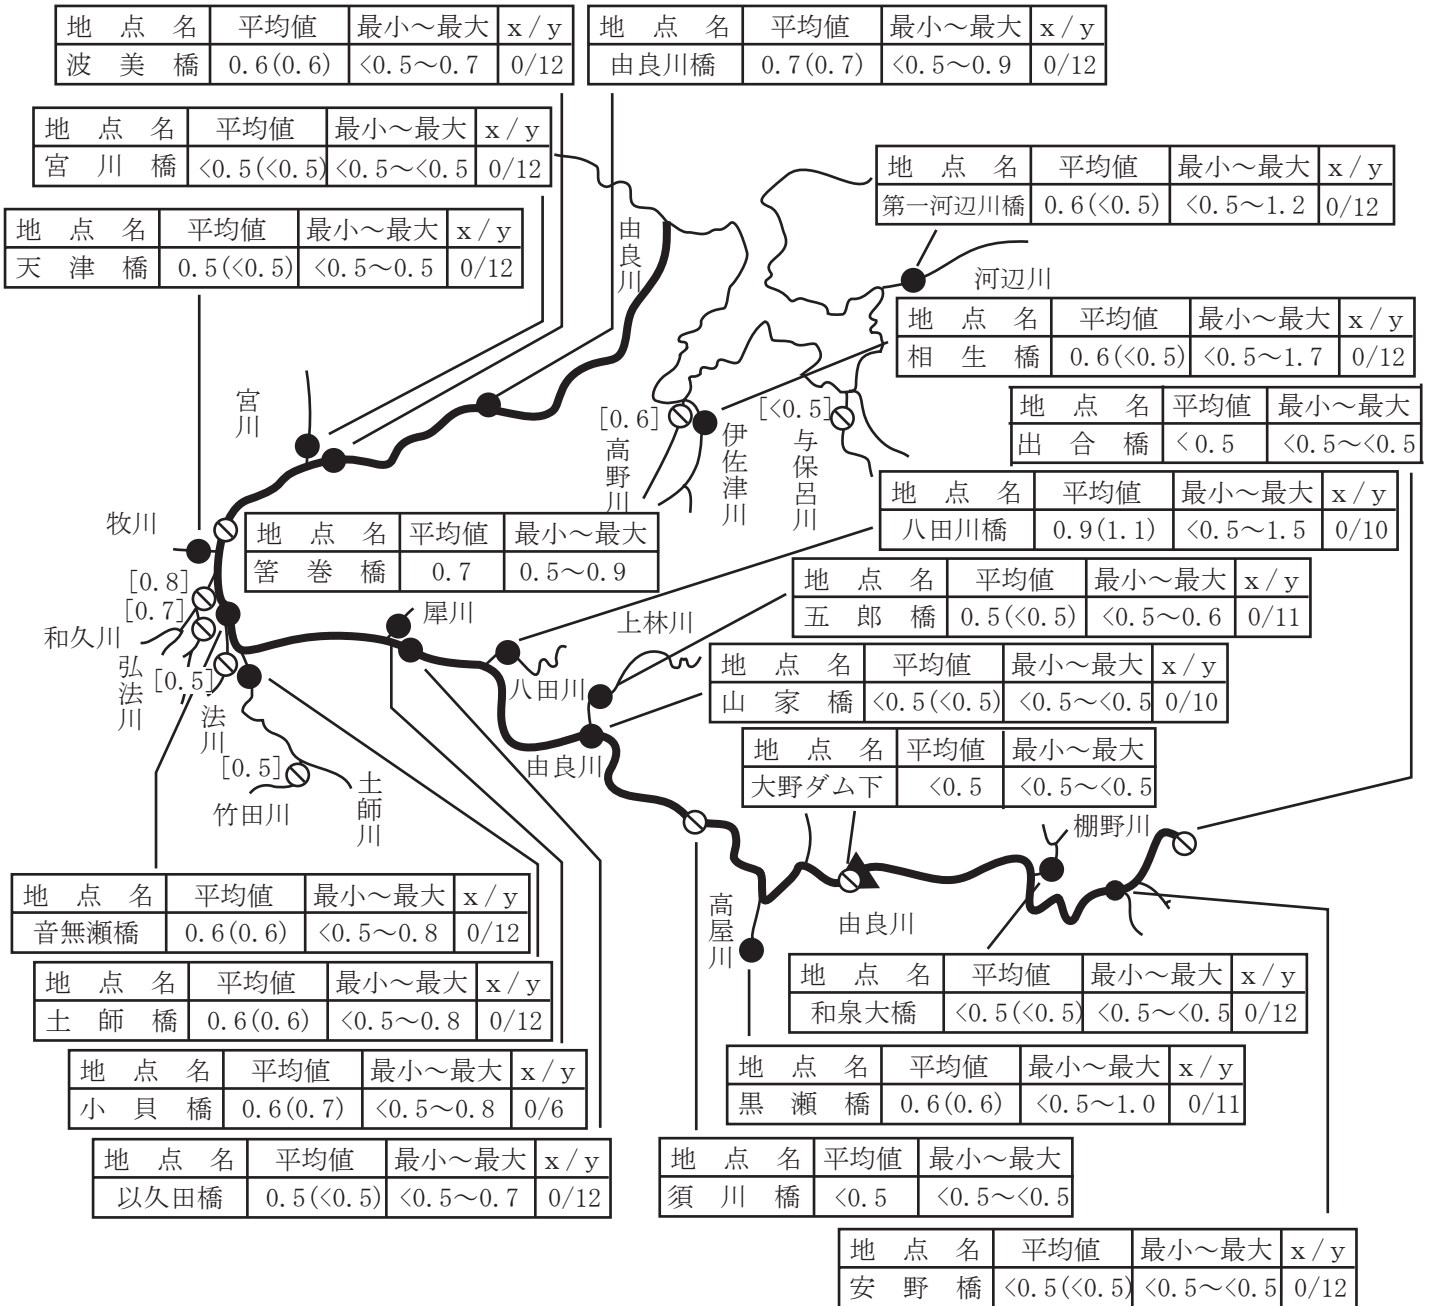 地点名 平均値 最小～最大 x/y
波美橋 0.6(0.6) <0.5～0.7 0/12
地点名 平均値 最小～最大 x/y
由良川橋 0.7(0.7) <0.5～0.9 0/12
地点名 平均値 最小～最大 x/y
宮川橋 <0.5(<0.5) <0.5～<0.5 0/12
地点名 平均値 最小～最大 x/y
第一河辺川橋 0.6(<0.5) <0.5～1.2 0/12
地点名 平均値 最小～最大 x/y
天津橋 0.5(<0.5) <0.5～0.5 0/12
由良川
河辺川
地点名 平均値 最小～最大 x/y
相生橋 0.6(<0.5) <0.5～1.7 0/12
宮川
[0.6]
高野川
伊佐津川
[<0.5]
与保呂川
地点名 平均値 最小～最大
出合橋 <0.5 <0.5～<0.5
地点名 平均値 最小～最大 x/y
八田川橋 0.9(1.1) <0.5～1.5 0/10
牧川
地点名 平均値 最小～最大
筈巻橋 0.7 0.5～0.9
[0.8]
[0.7]
和久川
弘法川
[0.5]
法川
犀川
上林川
地点名 平均値 最小～最大 x/y
五郎橋 0.5(<0.5) <0.5～0.6 0/11
八田川
地点名 平均値 最小～最大 x/y
山家橋 <0.5(<0.5) <0.5～<0.5 0/10
由良川
[0.5]
竹田川
土師川
地点名 平均値 最小～最大
大野ダム下 <0.5 <0.5～<0.5
棚野川
高屋川
由良川
地点名 平均値 最小～最大 x/y
音無瀬橋 0.6(0.6) <0.5～0.8 0/12
地点名 平均値 最小～最大 x/y
土師橋 0.6(0.6) <0.5～0.8 0/12
地点名 平均値 最小～最大 x/y
和泉大橋 <0.5(<0.5) <0.5～<0.5 0/12
地点名 平均値 最小～最大 x/y
小貝橋 0.6(0.7) <0.5～0.8 0/6
地点名 平均値 最小～最大 x/y
黒瀬橋 0.6(0.6) <0.5～1.0 0/11
地点名 平均値 最小～最大 x/y
以久田橋 0.5(<0.5) <0.5～0.7 0/12
地点名 平均値 最小～最大
須川橋 <0.5 <0.5～<0.5
地点名 平均値 最小～最大 x/y
安野橋 <0.5(<0.5) <0.5～<0.5 0/12